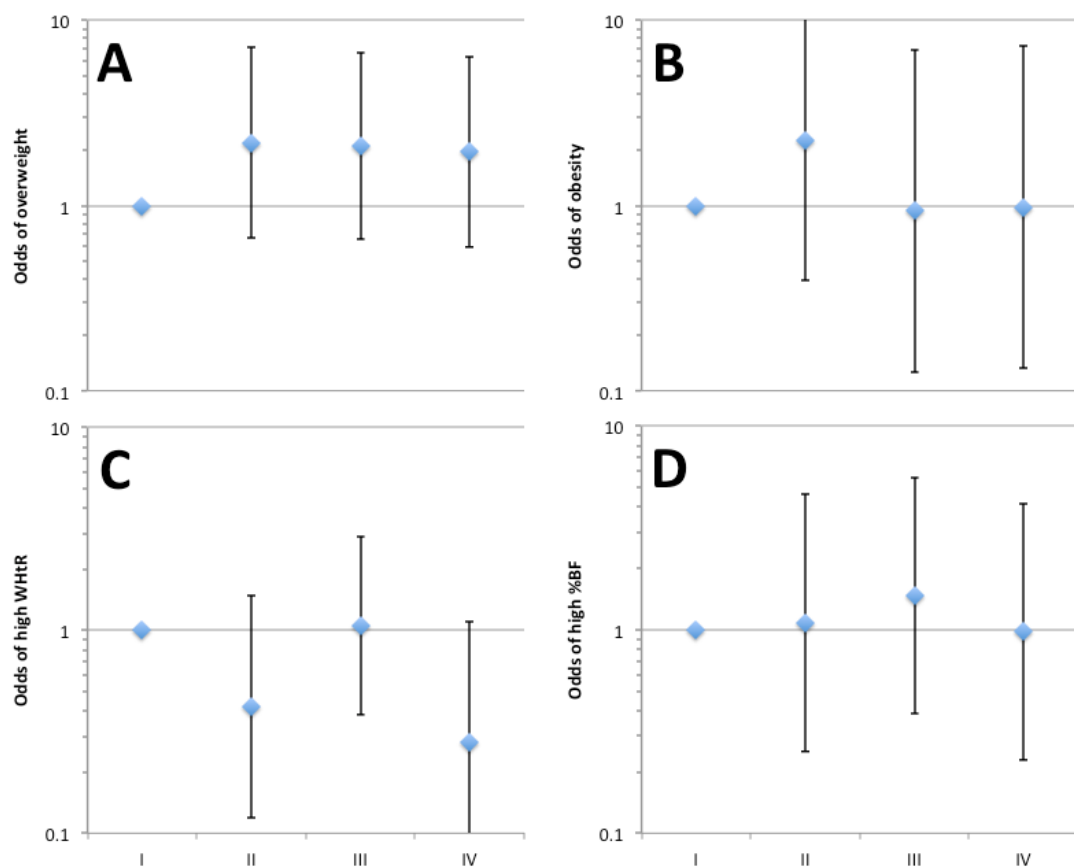 A
10
1
0.1
Odds of overweight
B
10
1
0.1
Odds of obesity
C
10
1
0.1
Odds of high WHtR
I II III IV
D
10
1
0.1
Odds of high %BF
I II III IV